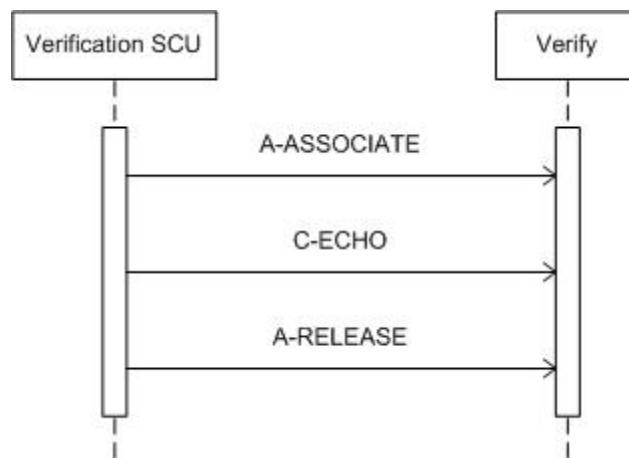 Verification SCU
Verify
A-ASSOCIATE
C-ECHO
A-RELEASE